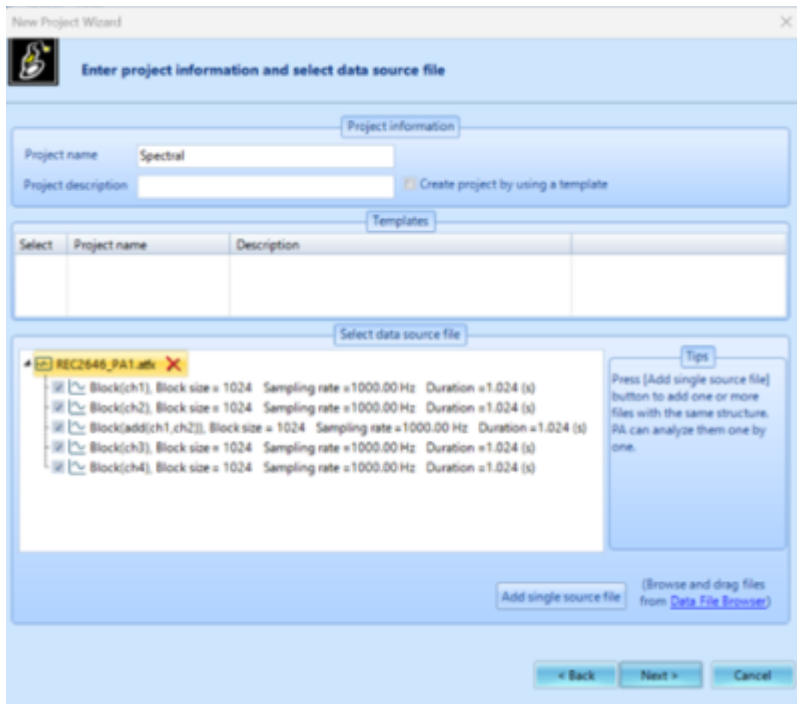 New Project Wizard
Enter project information and select data source file
Project information
Project name Spectral
Project description Create project by using a template
Templates
Select Project name Description
Select data source file
REC2646_PA1.atfx
Block(ch1), Block size = 1024 Sampling rate =1000.00 Hz Duration =1.024 (s)
Block(ch2), Block size = 1024 Sampling rate =1000.00 Hz Duration =1.024 (s)
Block(add(ch1,ch2)), Block size = 1024 Sampling rate =1000.00 Hz Duration =1.024 (s)
Block(ch3), Block size = 1024 Sampling rate =1000.00 Hz Duration =1.024 (s)
Block(ch4), Block size = 1024 Sampling rate =1000.00 Hz Duration =1.024 (s)
Tips
Press [Add single source file]
button to add one or more
files with the same structure.
PA can analyze them one by
one.
Add single source file
(Browse and drag files
from Data File Browser)
< Back Next > Cancel